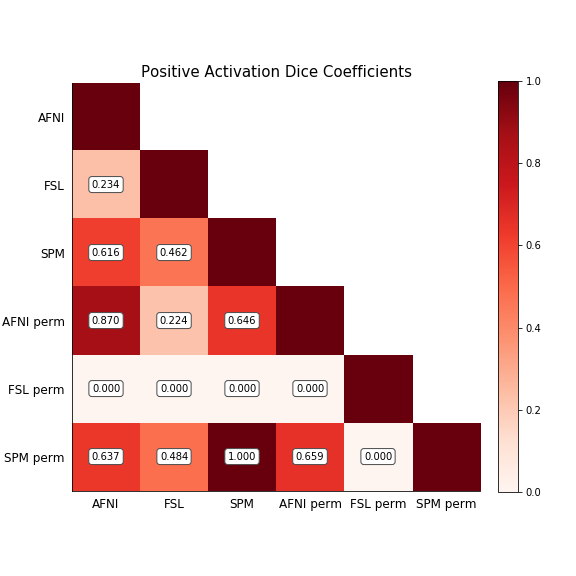 Positive Activation Dice Coefficients
AFNI
FSL
0.234
SPM
0.616 0.462
AFNI perm
0.870 0.224 0.646
FSL perm
0.000 0.000 0.000 0.000
SPM perm
0.637 0.484 1.000 0.659 0.000
AFNI FSL SPM AFNI perm FSL perm SPM perm
1.0
0.8
0.6
0.4
0.2
0.0